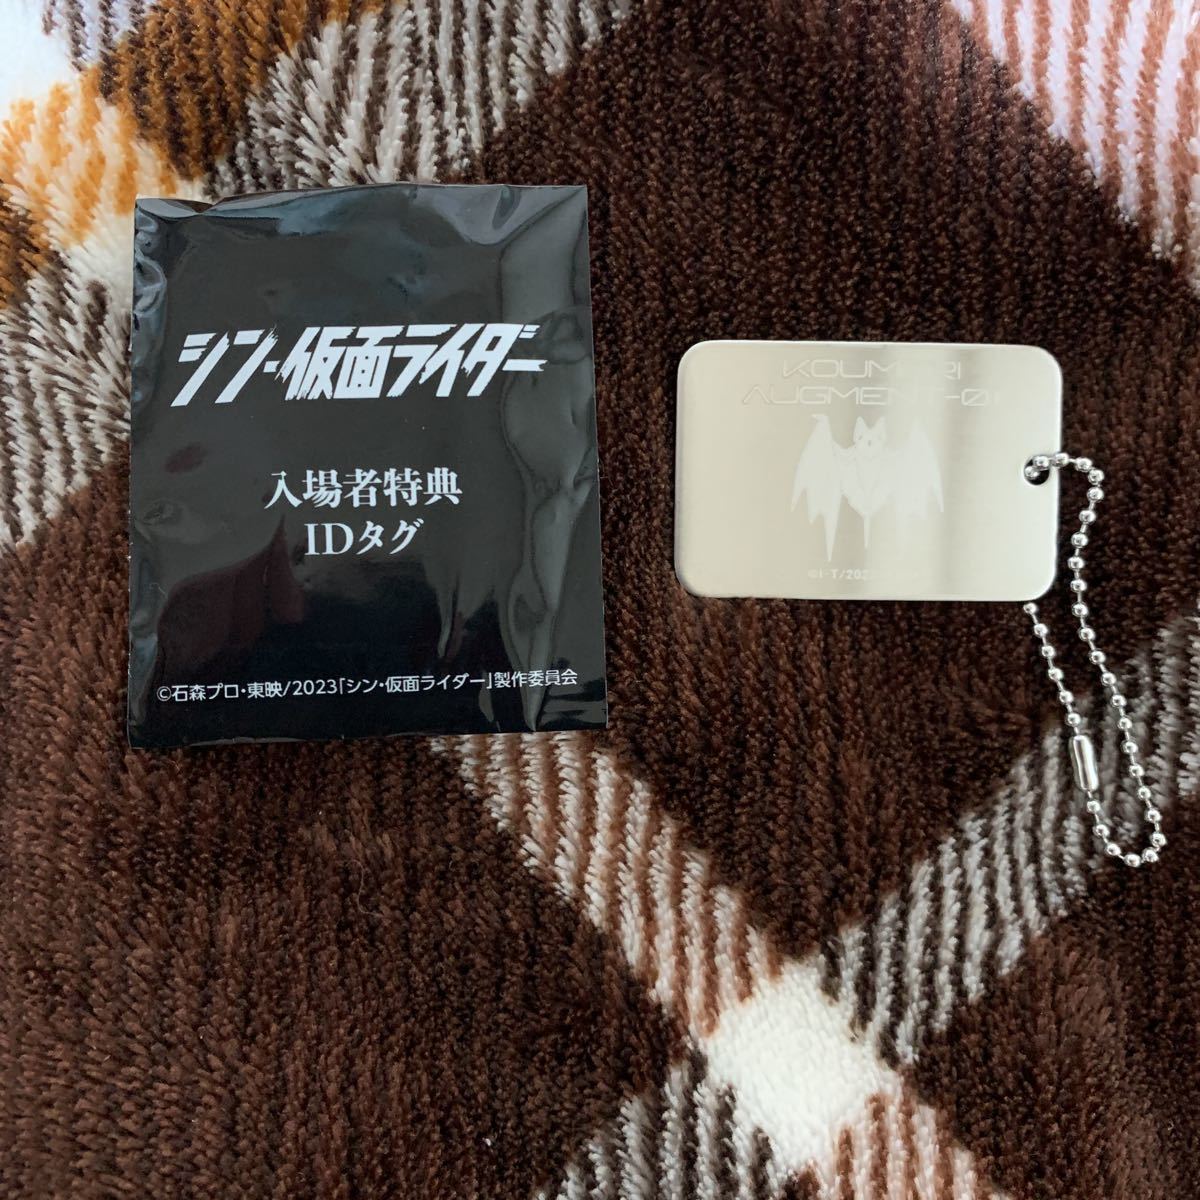 シン・仮面ライダー
入場者特典
IDタグ
©石森プロ・東映/2023「シン・仮面ライダー」製作委員会
KOUMORI
AUGMENT-01